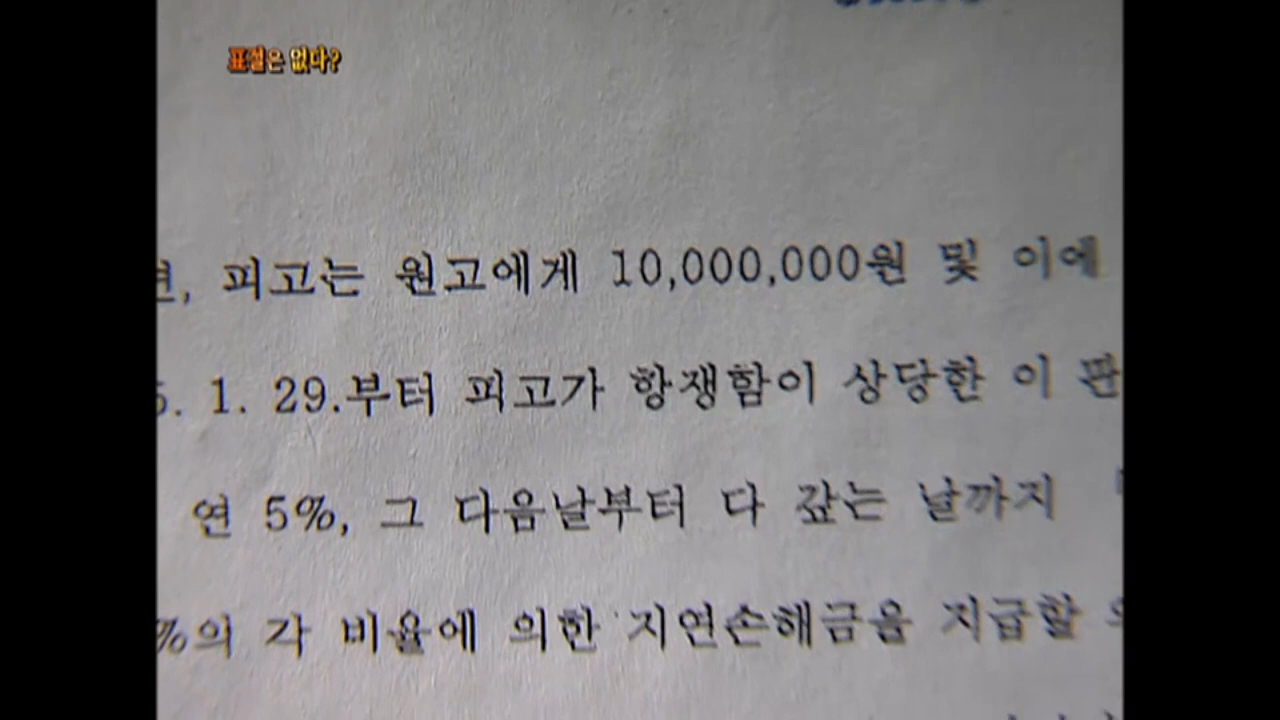 표절은 없다?
피고는 원고에게 10,000,000원 및 이에
1. 29.부터 피고가 항쟁함이 상당한 이 판
연 5%, 그 다음날부터 다 갚는 날까지
%의 각 비율에 의한 지연손해금을 지급할